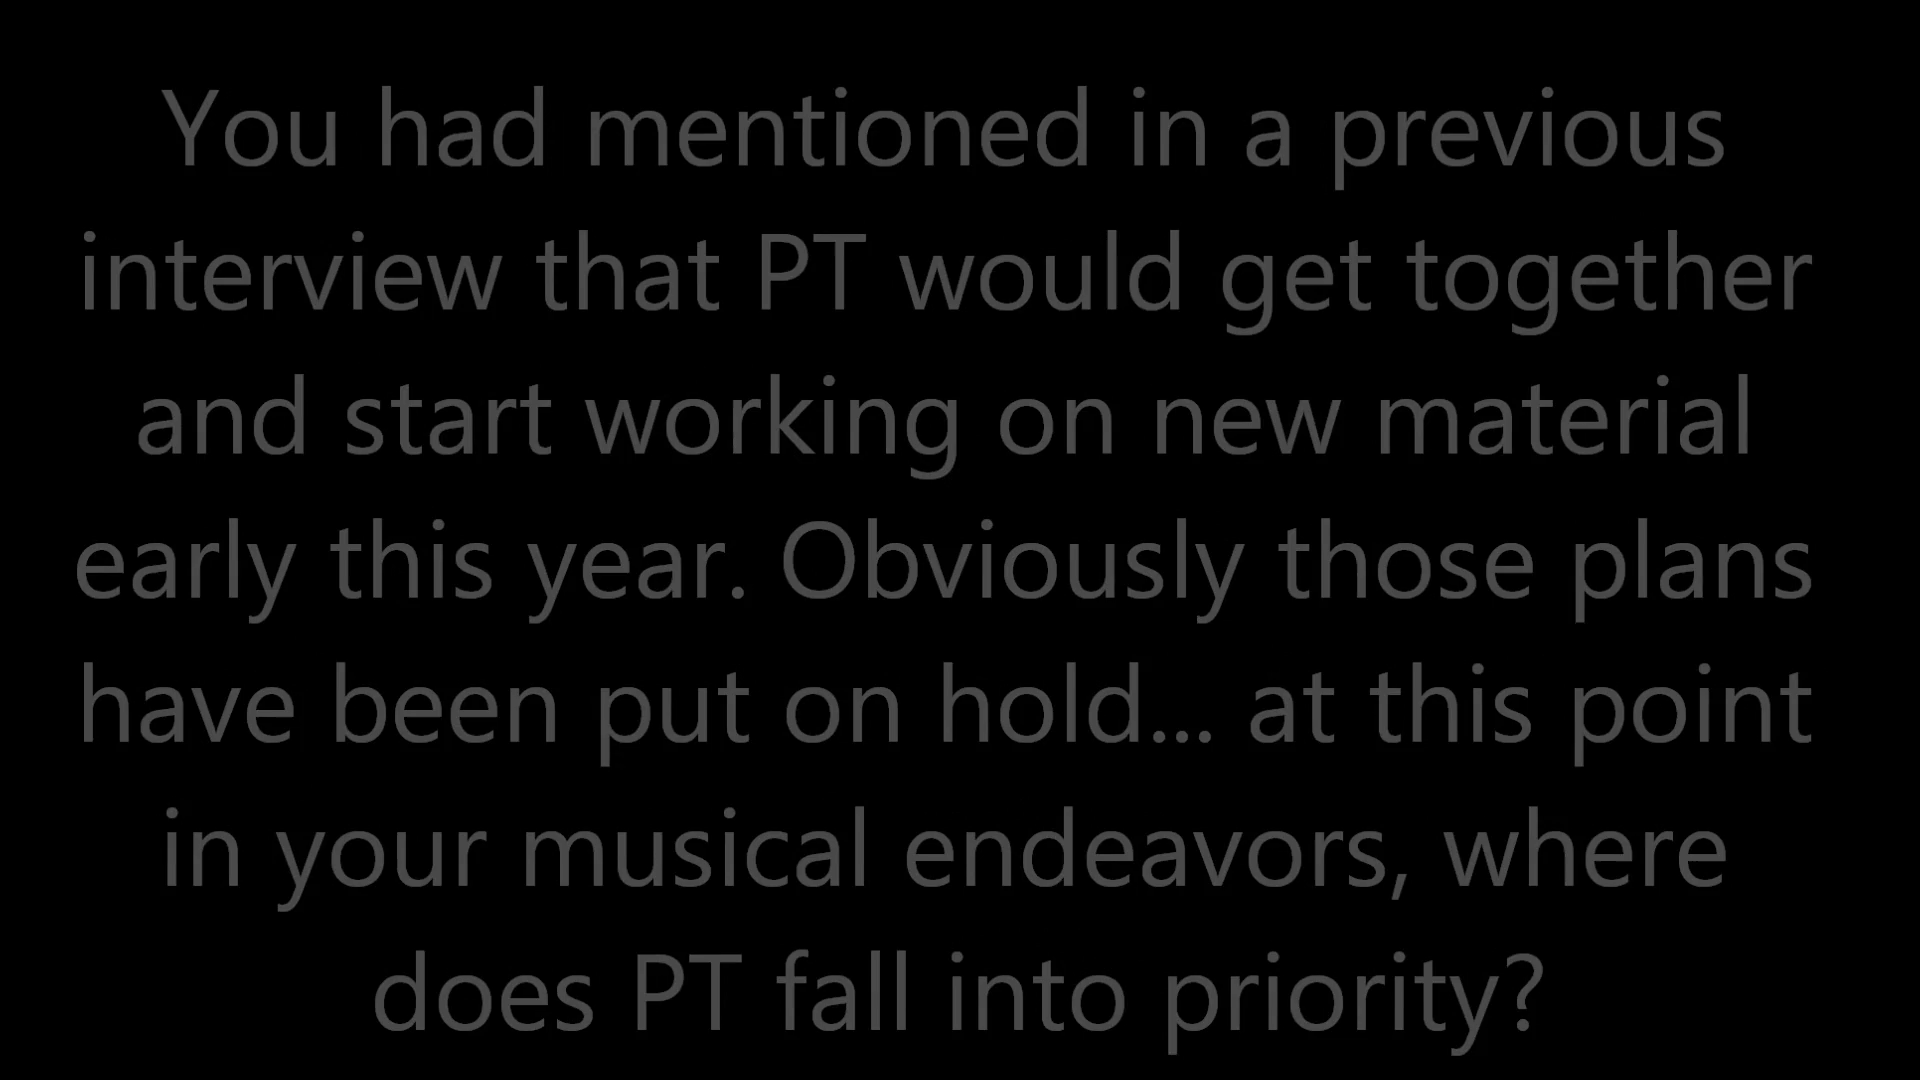 You had mentioned in a previous
interview that PT would get together
and start working on new material
early this year. Obviously those plans
have been put on hold... at this point
in your musical endeavors, where
does PT fall into priority?